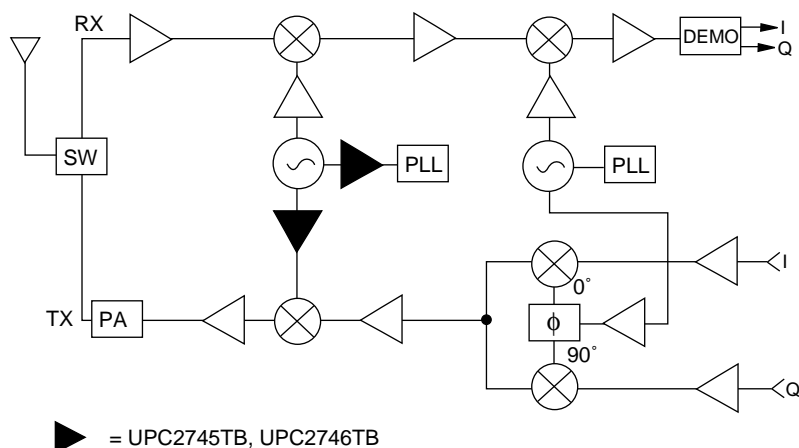 RX
DEMO
I
Q
SW
PLL
PLL
I
0°
TX
PA
ϕ
90°
Q
= UPC2745TB, UPC2746TB